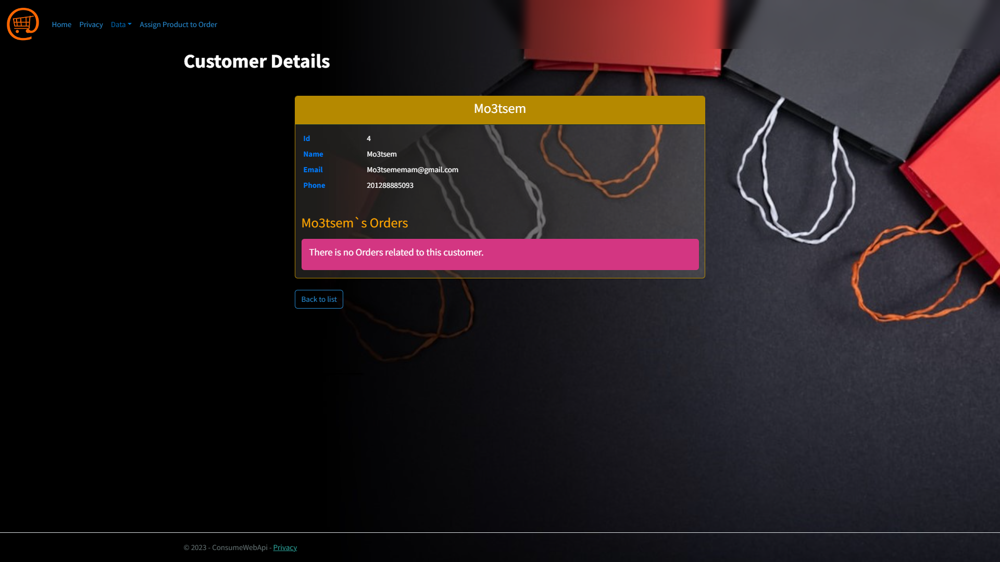 Home Privacy Data Assign Product to Order
Customer Details
Mo3tsem
Id 4
Name Mo3tsem
Email Mo3tsememam@gmail.com
Phone 201288885093
Mo3tsem`s Orders
There is no Orders related to this customer.
Back to list
© 2023 - ConsumeWebApi - Privacy